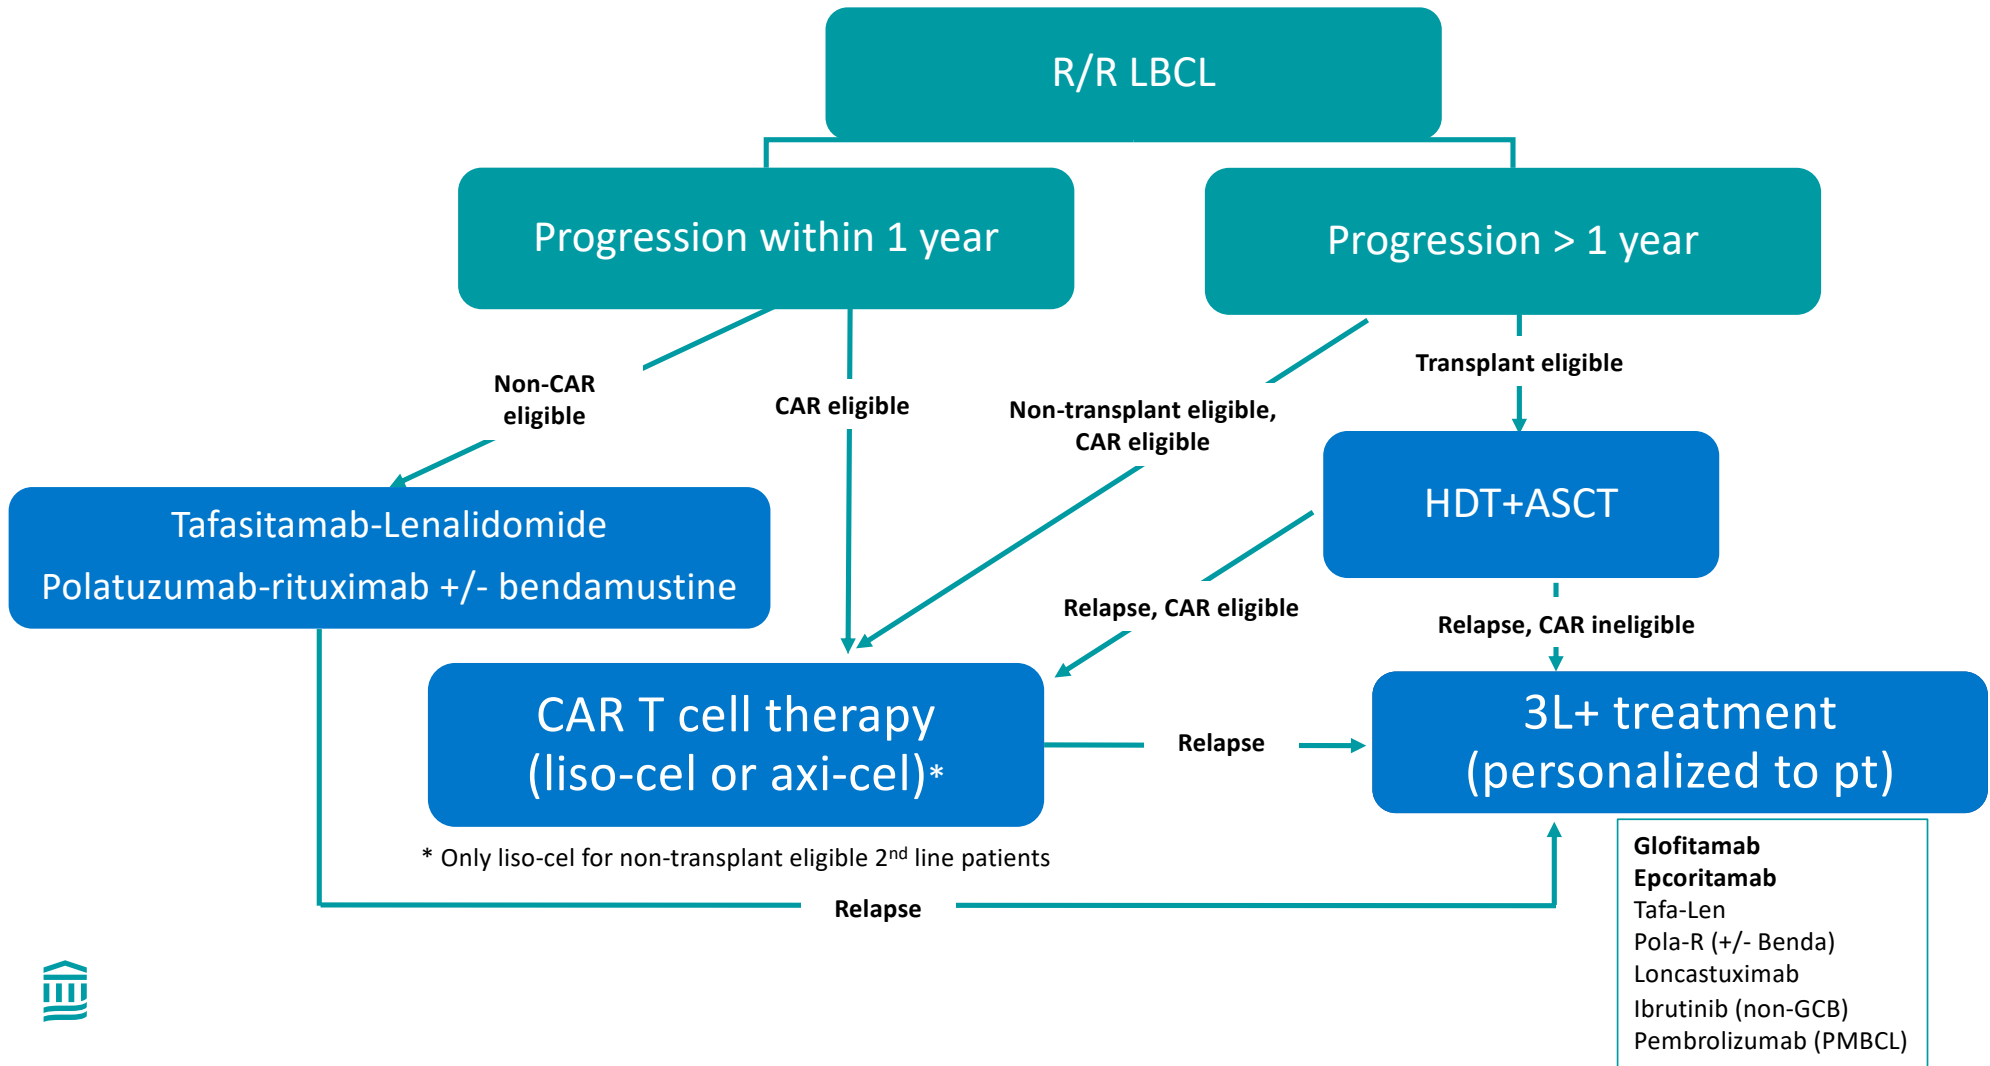 R/R LBCL
Progression within 1 year
Progression > 1 year
Transplant eligible
Non-CAR
eligible
CAR eligible
Non-transplant eligible,
CAR eligible
HDT+ASCT
Tafasitamab-Lenalidomide
Polatuzumab-rituximab +/- bendamustine
Relapse, CAR eligible
Relapse, CAR ineligible
CAR T cell therapy
(liso-cel or axi-cel)*
Relapse
3L+ treatment
(personalized to pt)
* Only liso-cel for non-transplant eligible 2nd line patients
Relapse
Glofitamab
Epcoritamab
Tafa-Len
Pola-R (+/- Benda)
Loncastuximab
Ibrutinib (non-GCB)
Pembrolizumab (PMBCL)